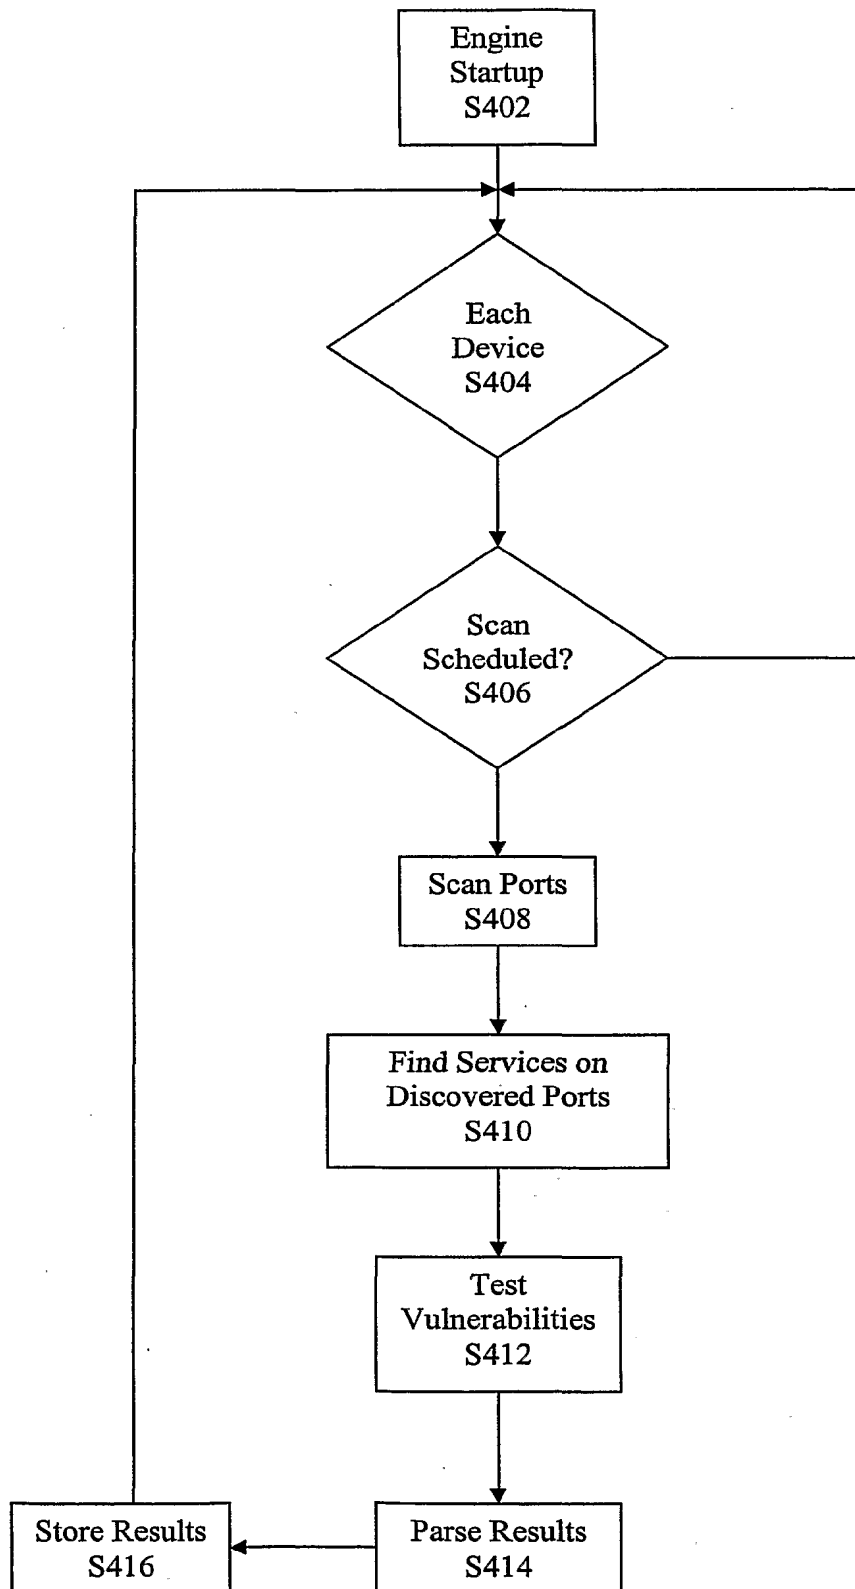 Engine
Startup
S402
Each
Device
S404
Scan
Scheduled?
S406
Scan Ports
S408
Find Services on
Discovered Ports
S410
Test
Vulnerabilities
S412
Store Results
S416
Parse Results
S414